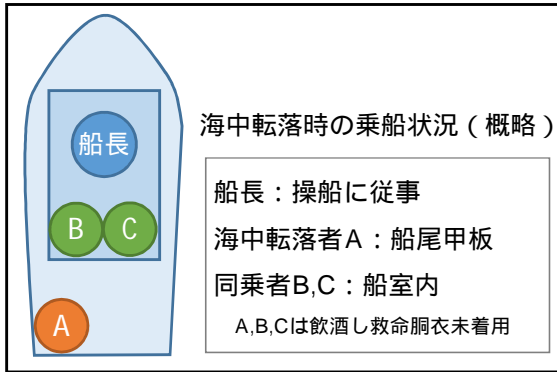 海中転落時の乗船状況（概略）
船長
B
C
A
船長：操船に従事
海中転落者A：船尾甲板
同乗者B,C：船室内
A,B,Cは飲酒し救命胴衣未着用